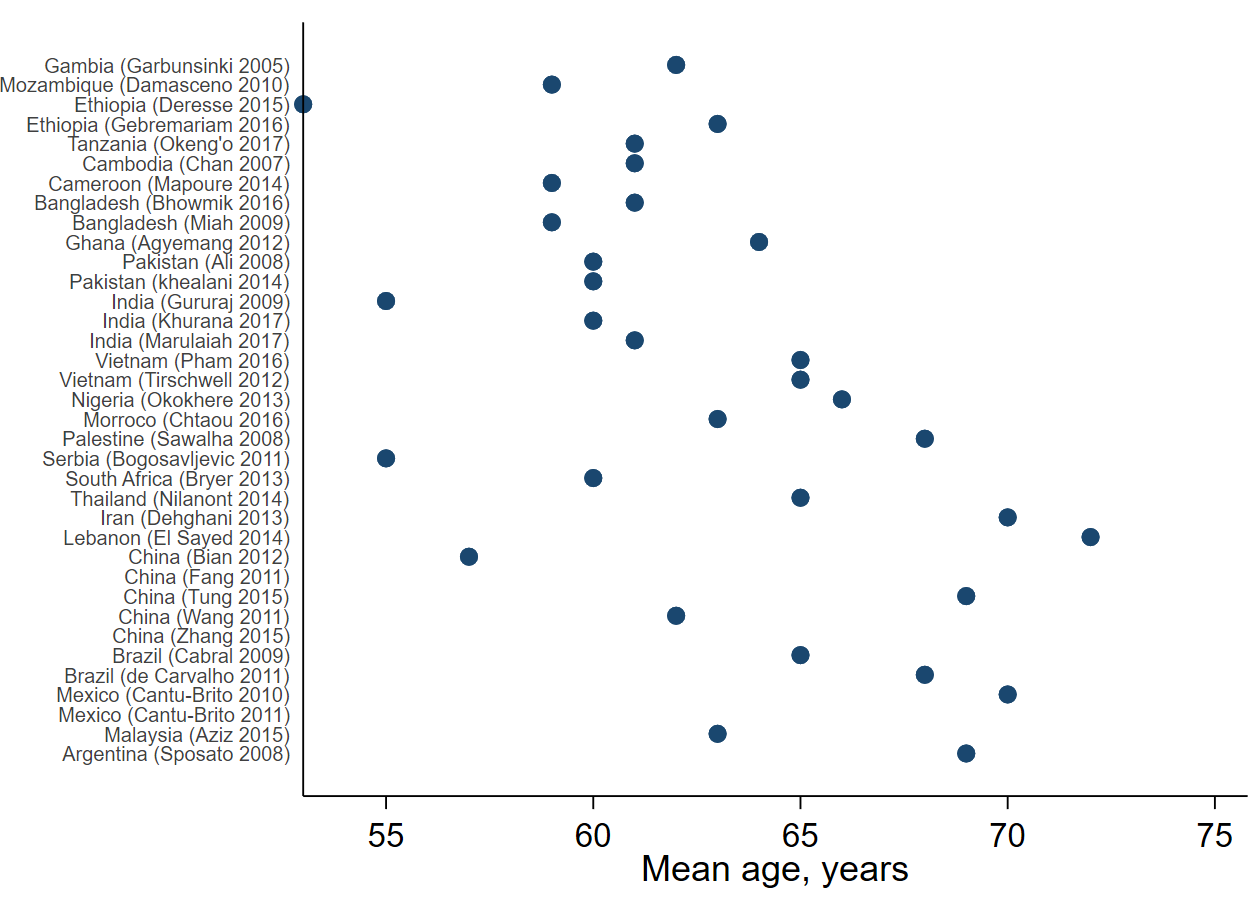 Gambia (Garbunsinki 2005)
Mozambique (Damasceno 2010)
Ethiopia (Deresse 2015)
Ethiopia (Gebremariam 2016)
Tanzania (Okeng'o 2017)
Cambodia (Chan 2007)
Cameroon (Mapoure 2014)
Bangladesh (Bhowmik 2016)
Bangladesh (Miah 2009)
Ghana (Agyemang 2012)
Pakistan (Ali 2008)
Pakistan (khealani 2014)
India (Gururaj 2009)
India (Khurana 2017)
India (Marulaiah 2017)
Vietnam (Pham 2016)
Vietnam (Tirschwell 2012)
Nigeria (Okokhere 2013)
Morroco (Chtaou 2016)
Palestine (Sawalha 2008)
Serbia (Bogosavljevic 2011)
South Africa (Bryer 2013)
Thailand (Nilanont 2014)
Iran (Dehghani 2013)
Lebanon (El Sayed 2014)
China (Bian 2012)
China (Fang 2011)
China (Tung 2015)
China (Wang 2011)
China (Zhang 2015)
Brazil (Cabral 2009)
Brazil (de Carvalho 2011)
Mexico (Cantu-Brito 2010)
Mexico (Cantu-Brito 2011)
Malaysia (Aziz 2015)
Argentina (Sposato 2008)
55 60 65 70 75
Mean age, years